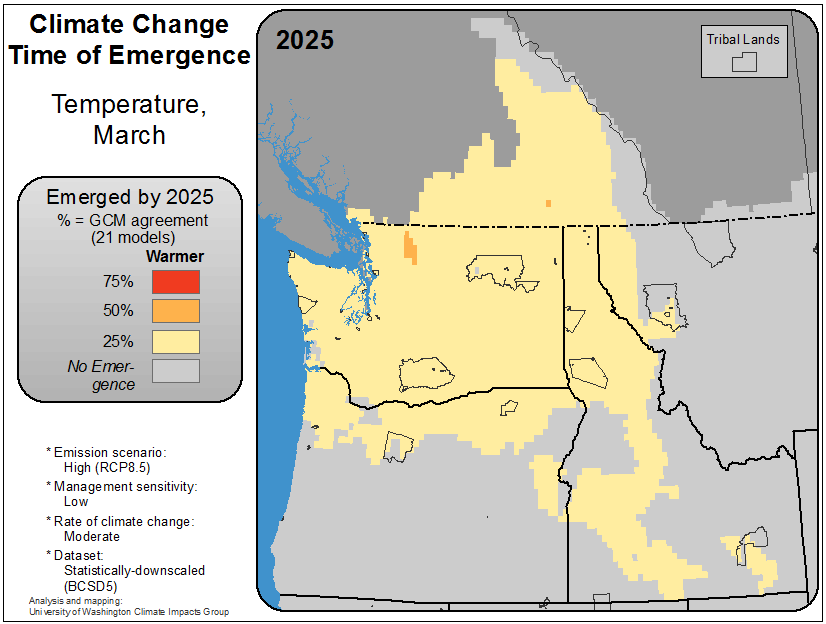 Climate Change
Time of Emergence
Temperature,
March
Emerged by 2025
% = GCM agreement
(21 models)
Warmer
75%
50%
25%
No Emer-
gence
* Emission scenario:
High (RCP8.5)
* Management sensitivity:
Low
* Rate of climate change:
Moderate
* Dataset:
Statistically-downscaled
(BCSD5)
Analysis and mapping:
University of Washington Climate Impacts Group
2025
Tribal Lands